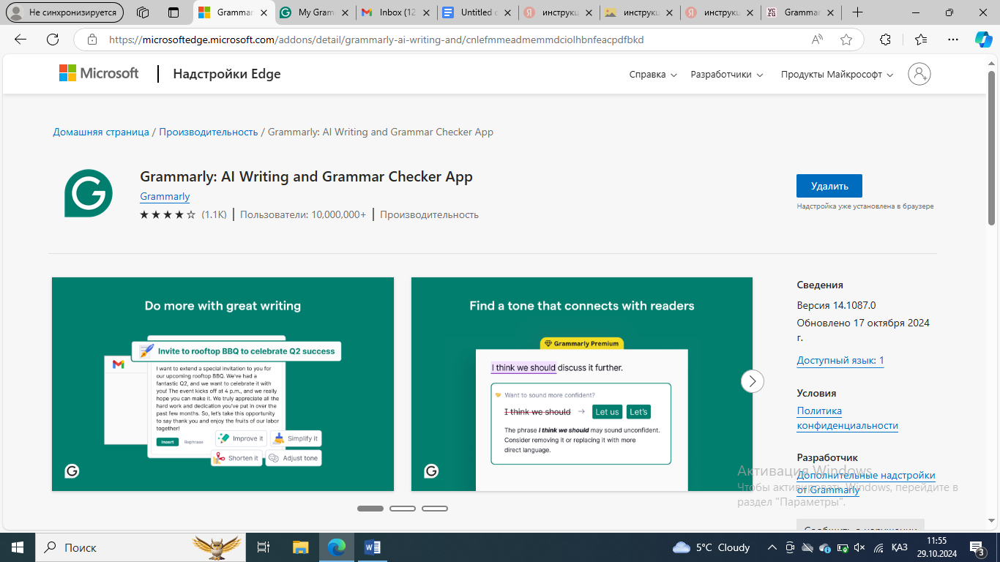 Не синхронизируется
Grammar
My Gram
Inbox (12
Untitled d
инструкц
инструкц
инструкц
Grammar
https://microsoftedge.microsoft.com/addons/detail/grammarly-ai-writing-and/cnlefmmeadmemmdciolhbnfeacpdfbkd
Microsoft
Надстройки Edge
Справка
Разработчики
Продукты Майкрософт
Домашняя страница / Производительность / Grammarly: AI Writing and Grammar Checker App
Grammarly: AI Writing and Grammar Checker App
Grammarly
(1.1K) | Пользователи: 10,000,000+ | Производительность
Удалить
Надстройка уже установлена в браузере
Do more with great writing
Invite to rooftop BBQ to celebrate Q2 success
I want to extend a special invitation to you for
our upcoming rooftop BBQ. We've had a
fantastic Q2, and we want to celebrate it with
you! The event kicks off at 4 p.m., and we really
hope you can make it. We truly appreciate all the
hard work and dedication you've put in over the
past few months. So, let's take this opportunity
to say thank you and enjoy the fruits of our labor
together!
Insert
Rephrase
Improve it
Simplify it
Shorten it
Adjust tone
Find a tone that connects with readers
Grammarly Premium
I think we should discuss it further.
Want to sound more confident?
I think we should → Let us Let's
The phrase I think we should may sound unconfident.
Consider removing it or replacing it with more
direct language.
Сведения
Версия 14.1087.0
Обновлено 17 октября 2024
г.
Доступный язык: 1
Условия
Политика
конфиденциальности
Разработчик
Дополнительные надстройки
от Grammarly
Сообщить о нарушении
Активация Windows
Чтобы активировать Windows, перейдите в
раздел "Параметры".
Поиск
5°C Cloudy
ҚАЗ
11:55
29.10.2024
3